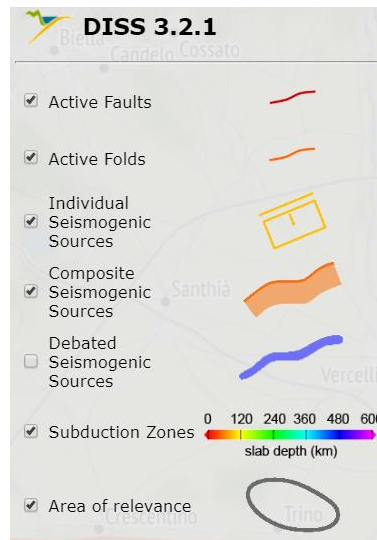 DISS 3.2.1
Biella
Candelo Cossato
Active Faults
Active Folds
Individual
Seismogenic
Sources
Composite
Seismogenic
Sources
Santhià
Debated
Seismogenic
Sources
Vercelli
0 120 240 360 480 600
Subduction Zones
slab depth (km)
Area of relevance
Crescentino
Trino